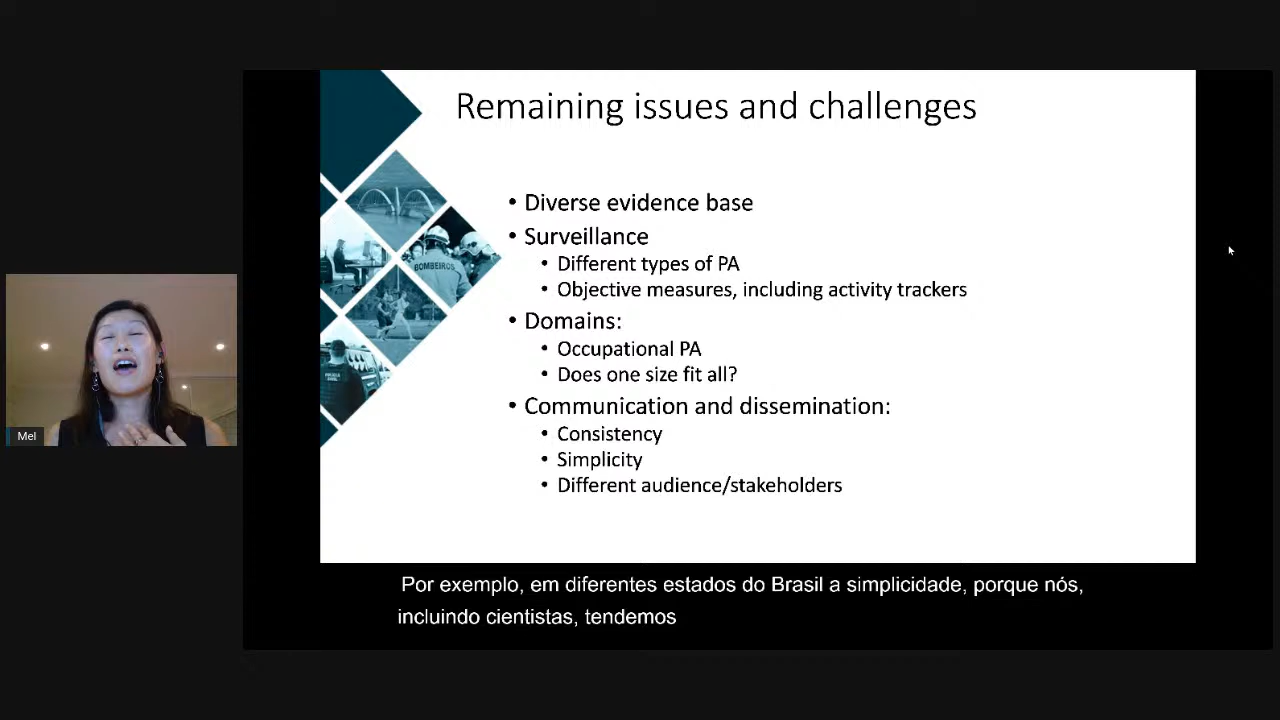 Remaining issues and challenges
• Diverse evidence base
• Surveillance
• Different types of PA
• Objective measures, including activity trackers
• Domains:
• Occupational PA
• Does one size fit all?
• Communication and dissemination:
• Consistency
• Simplicity
• Different audience/stakeholders
BOMBEIROS
Mel
Por exemplo, em diferentes estados do Brasil a simplicidade, porque nós,
incluindo cientistas, tendemos